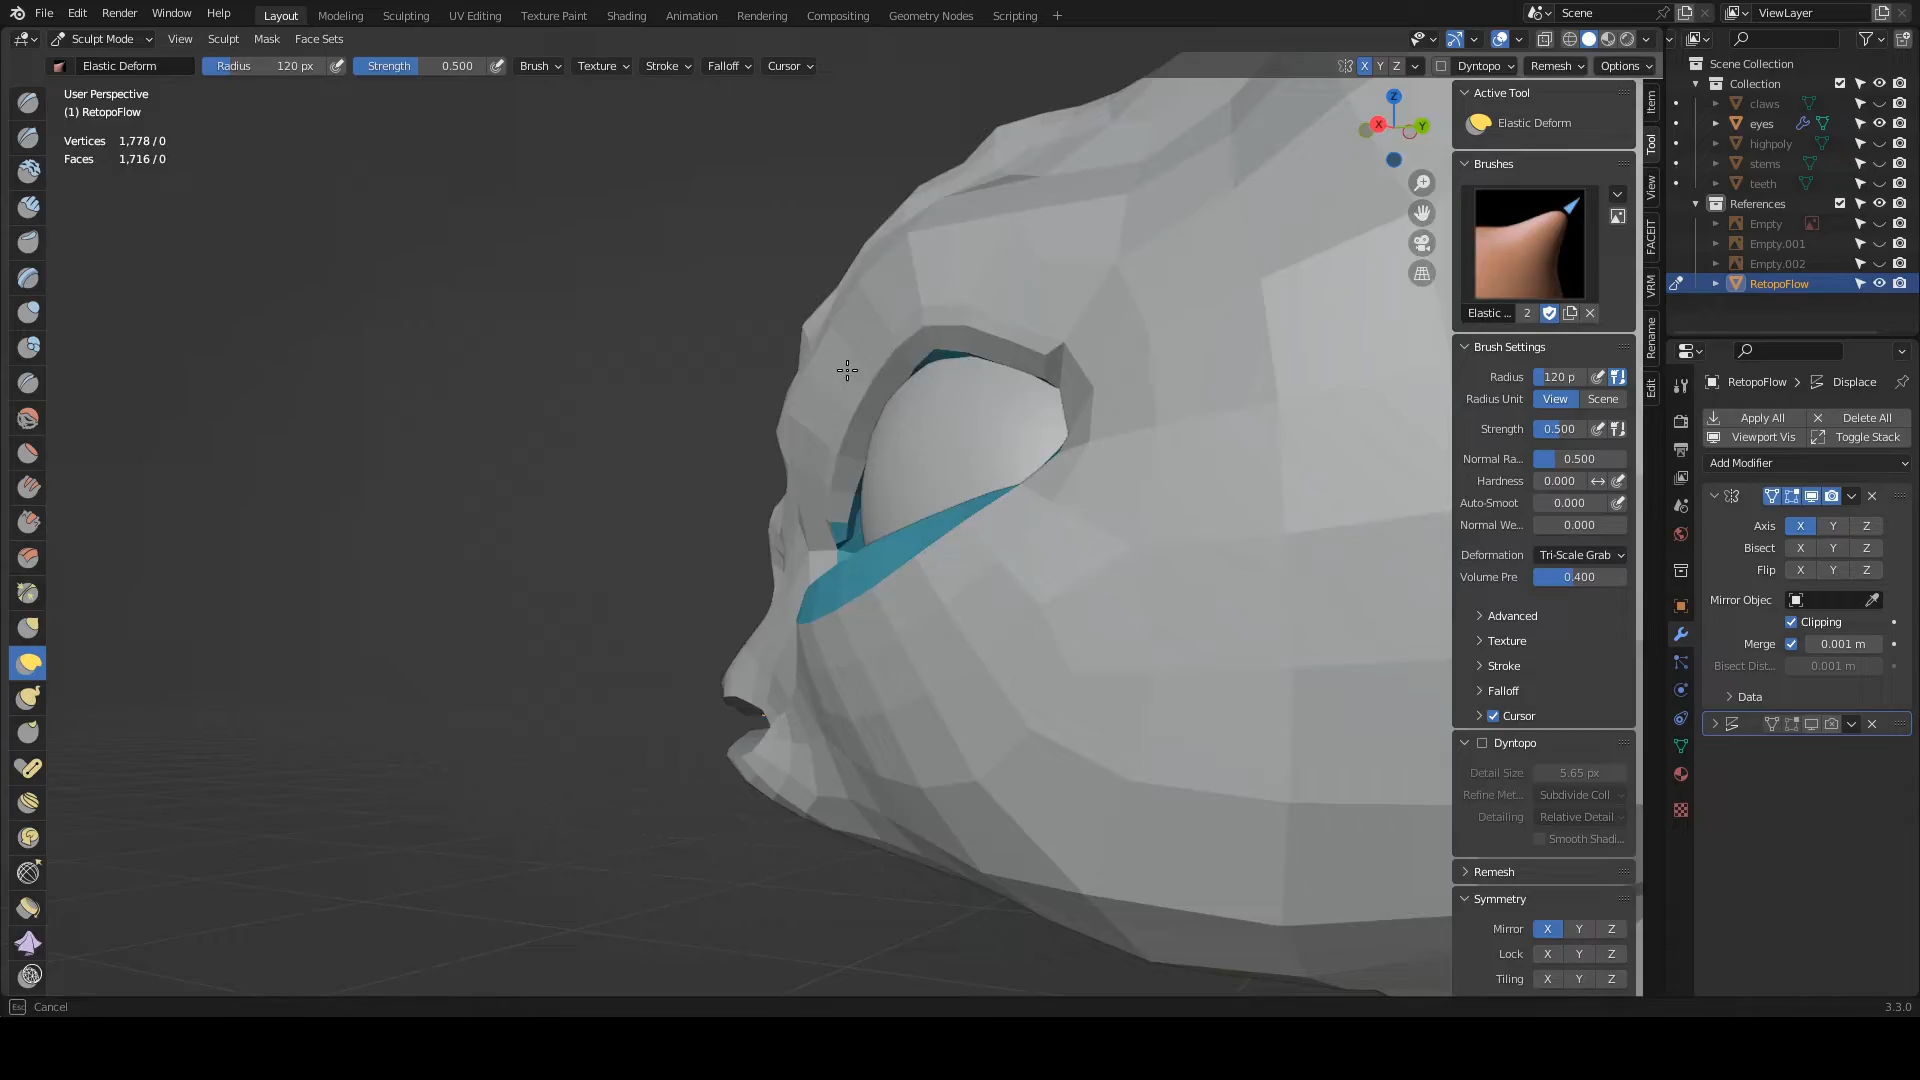 File Edit Render Window Help Layout Modeling Sculpting UV Editing Texture Paint Shading Animation Rendering Compositing Geometry Nodes Scripting + Scene ViewLayer
Sculpt Mode View Sculpt Mask Face Sets
Elastic Deform Radius 120 px Strength 0.500 Brush Texture Stroke Falloff Cursor X Y Z Dyntopo Remesh Options
User Perspective
(1) RetopoFlow
Vertices 1,778 / 0
Faces 1,716 / 0
Z
X
Y
Active Tool
Elastic Deform
Brushes
Elastic ... 2
Brush Settings
Radius 120 p
Radius Unit View Scene
Strength 0.500
Normal Ra... 0.500
Hardness 0.000
Auto-Smoot 0.000
Normal We... 0.000
Deformation Tri-Scale Grab
Volume Pre 0.400
Advanced
Texture
Stroke
Falloff
Cursor
Dyntopo
Detail Size 5.65 px
Refine Met... Subdivide Coll
Detailing Relative Detail
Smooth Shadi...
Remesh
Symmetry
Mirror X Y Z
Lock X Y Z
Tiling X Y Z
Item
Tool
View
FACEIT
VRM
Rename
Edit
Scene Collection
Collection
claws
eyes
highpoly
stems
teeth
References
Empty
Empty.001
Empty.002
RetopoFlow
RetopoFlow > Displace
Apply All Delete All
Viewport Vis Toggle Stack
Add Modifier
Axis X Y Z
Bisect X Y Z
Flip X Y Z
Mirror Objec
Clipping
Merge 0.001 m
Bisect Dist... 0.001 m
Data
Esc Cancel
3.3.0